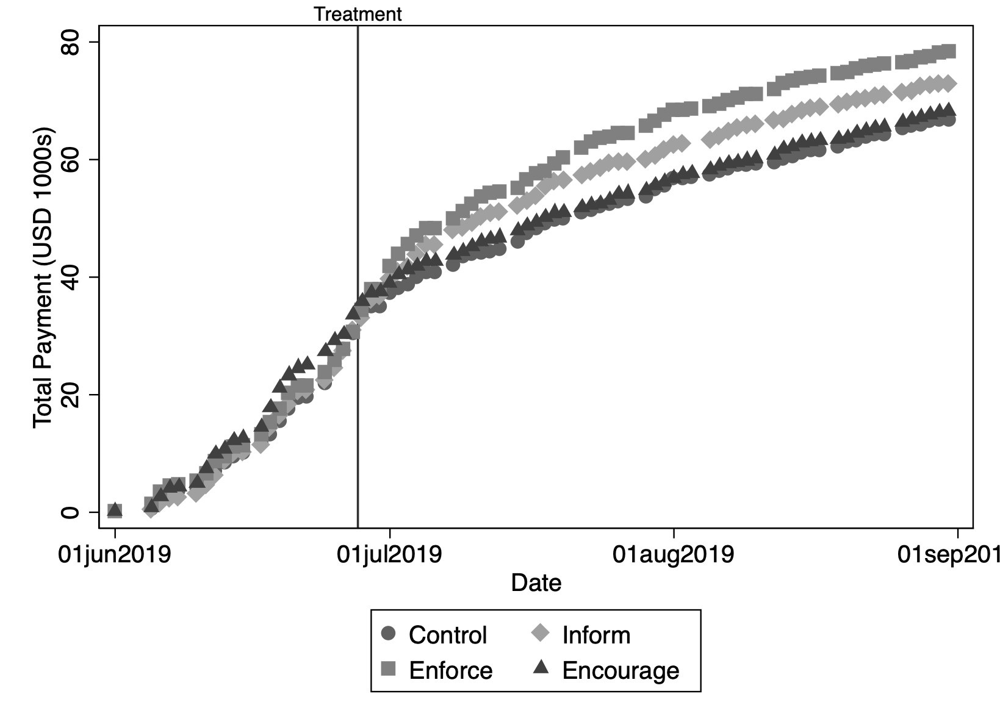 Treatment
Total Payment (USD 1000s)
80
60
40
20
0
01jun2019
01jul2019
01aug2019
01sep201
Date
Control
Inform
Enforce
Encourage